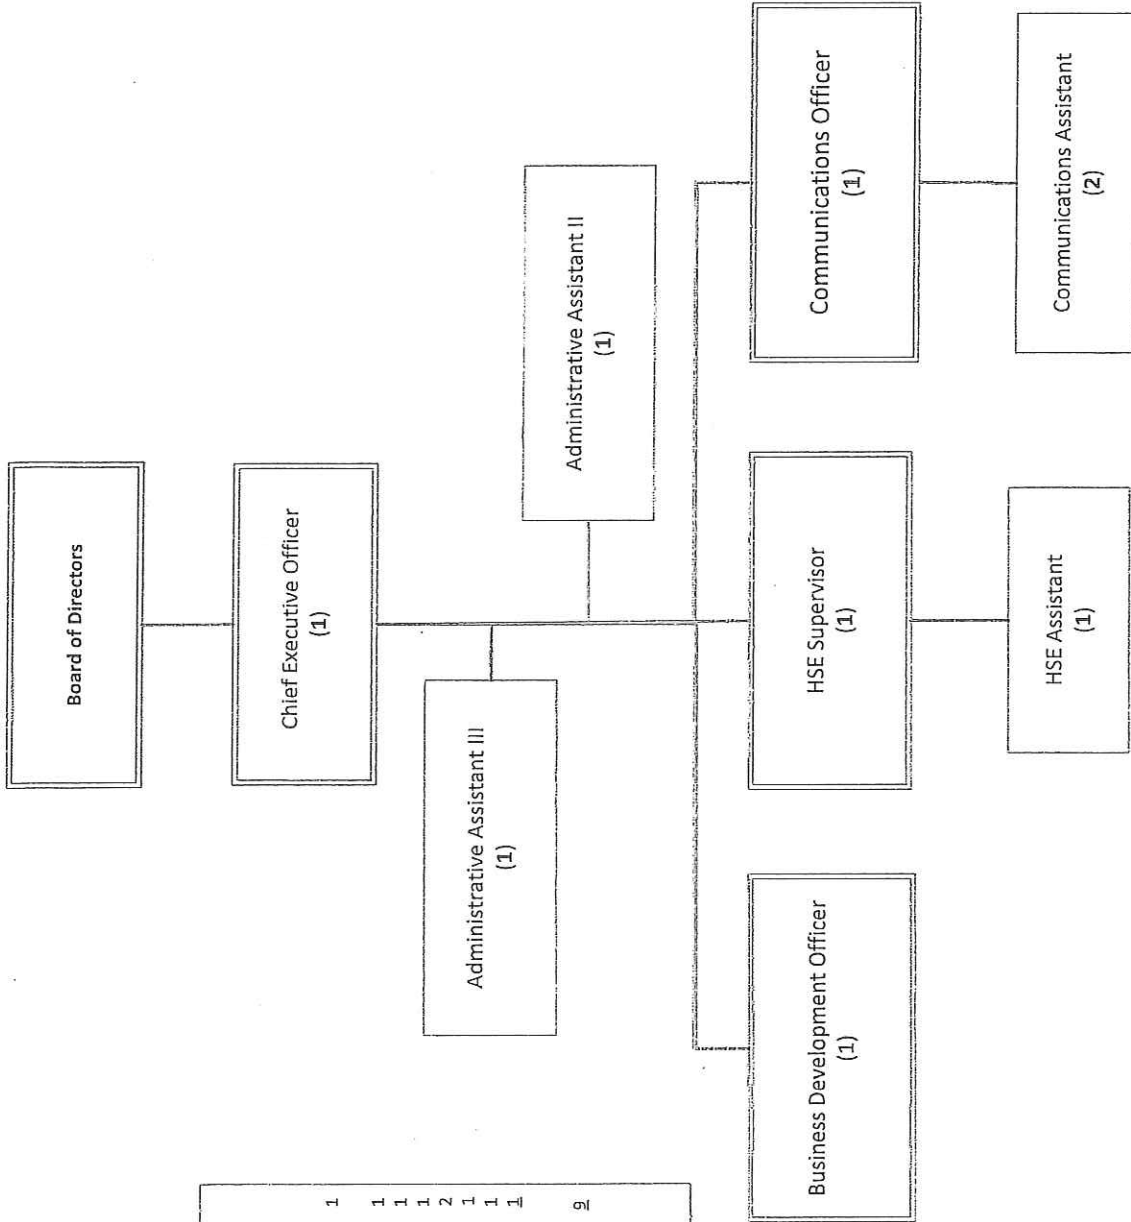 Board of Directors
Chief Executive Officer
(1)
Administrative Assistant III
(1)
Administrative Assistant II
(1)
Business Development Officer
(1)
HSE Supervisor
(1)
Communications Officer
(1)
HSE Assistant
(1)
Communications Assistant
(2)
1
1
1
1
2
1
1
1
9